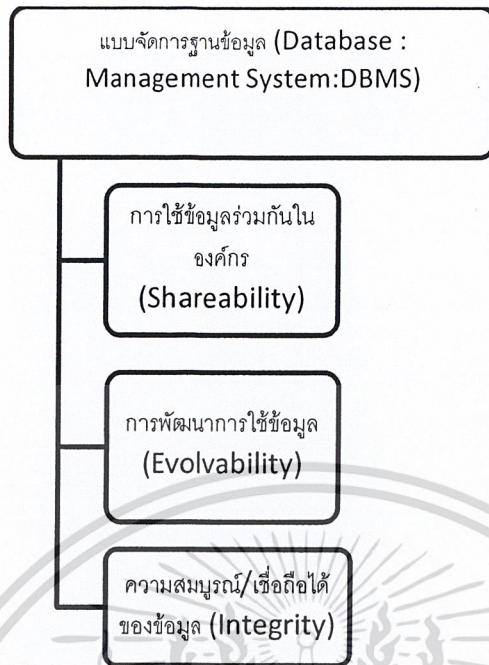 แบบจัดการฐานข้อมูล (Database :
Management System:DBMS)
การใช้ข้อมูลร่วมกันใน
องค์กร
(Shareability)
การพัฒนาการใช้ข้อมูล
(Evolvability)
ความสมบูรณ์/เชื่อถือได้
ของข้อมูล (Integrity)